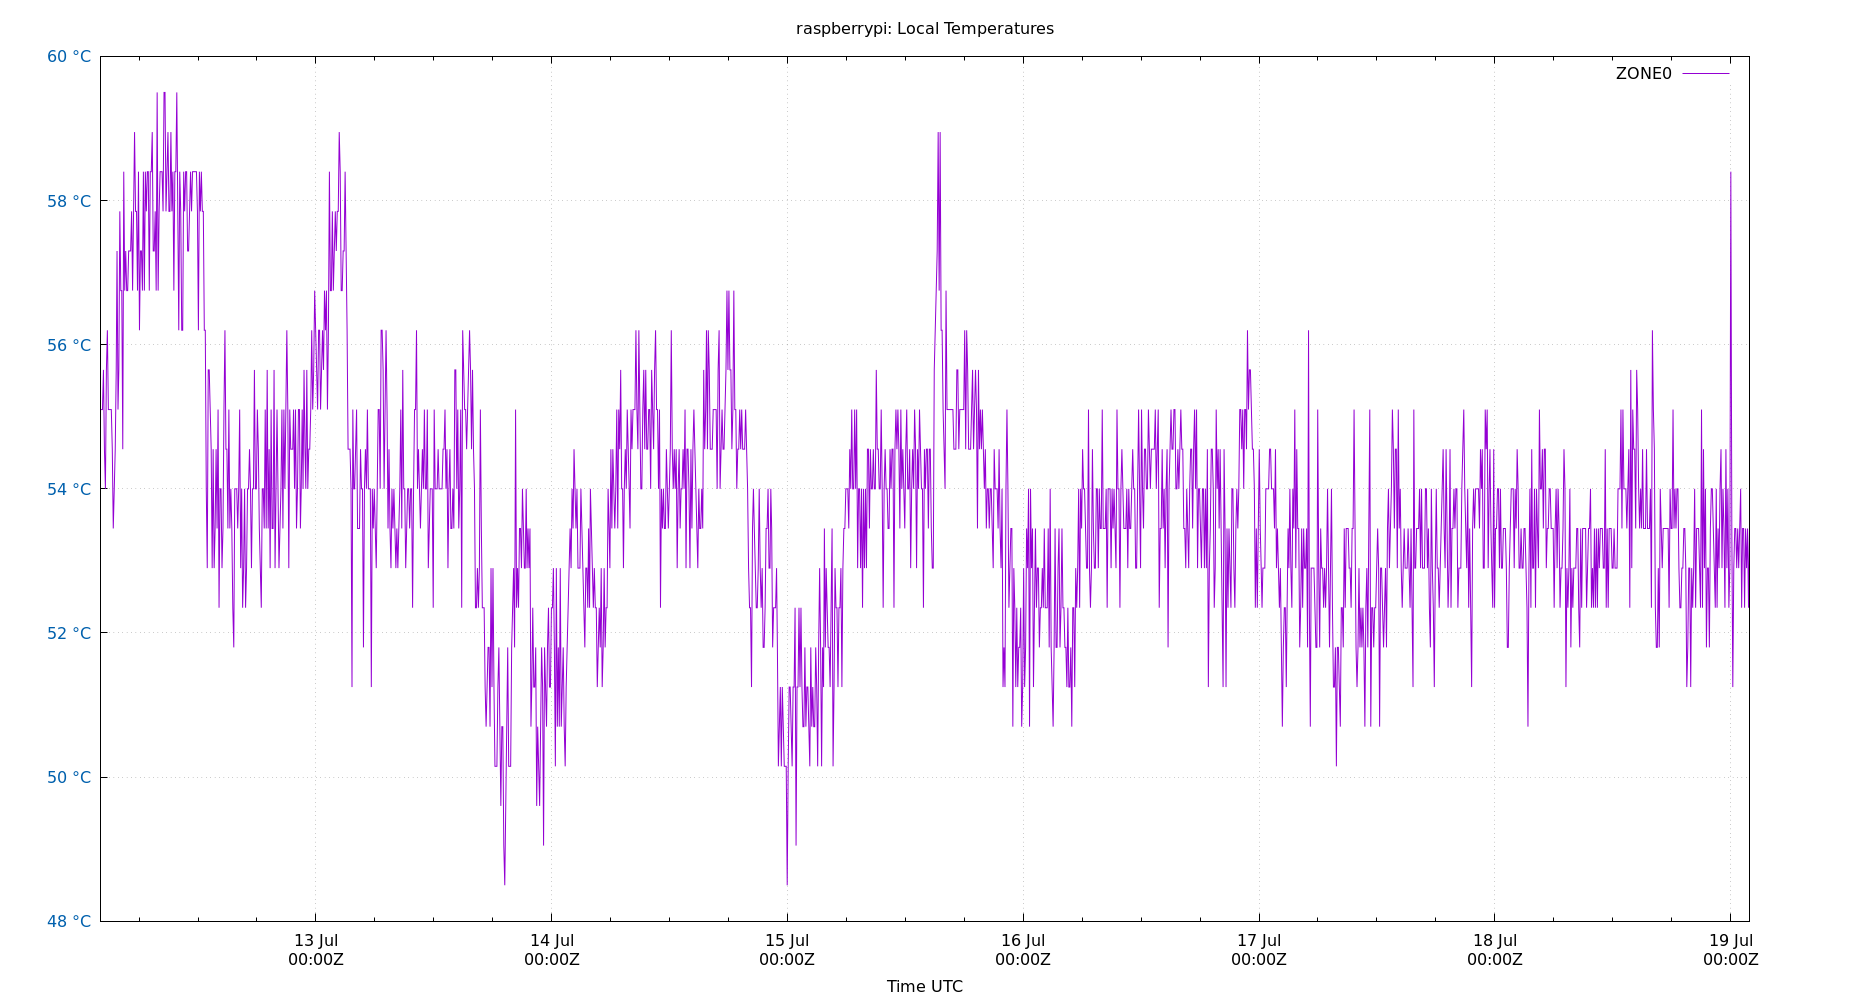 raspberrypi: Local Temperatures
60 °C
ZONE0
58 °C
56 °C
54 °C
52 °C
50 °C
48 °C
13 Jul 14 Jul 15 Jul 16 Jul 17 Jul 18 Jul 19 Jul
00:00Z 00:00Z 00:00Z 00:00Z 00:00Z 00:00Z 00:00Z
Time UTC